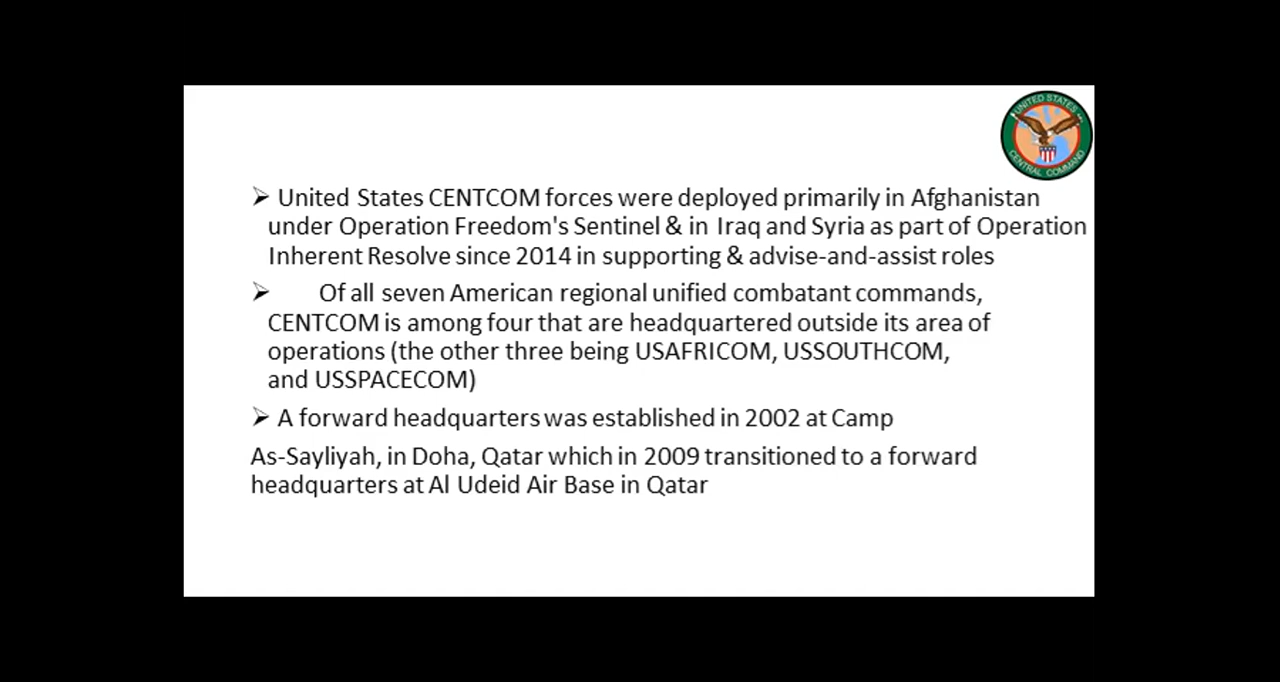 UNITED STATES
CENTRAL COMMAND
➢ United States CENTCOM forces were deployed primarily in Afghanistan
under Operation Freedom's Sentinel & in Iraq and Syria as part of Operation
Inherent Resolve since 2014 in supporting & advise-and-assist roles
➢ Of all seven American regional unified combatant commands,
CENTCOM is among four that are headquartered outside its area of
operations (the other three being USAFRICOM, USSOUTHCOM,
and USSPACECOM)
➢ A forward headquarters was established in 2002 at Camp
As-Sayliyah, in Doha, Qatar which in 2009 transitioned to a forward
headquarters at Al Udeid Air Base in Qatar